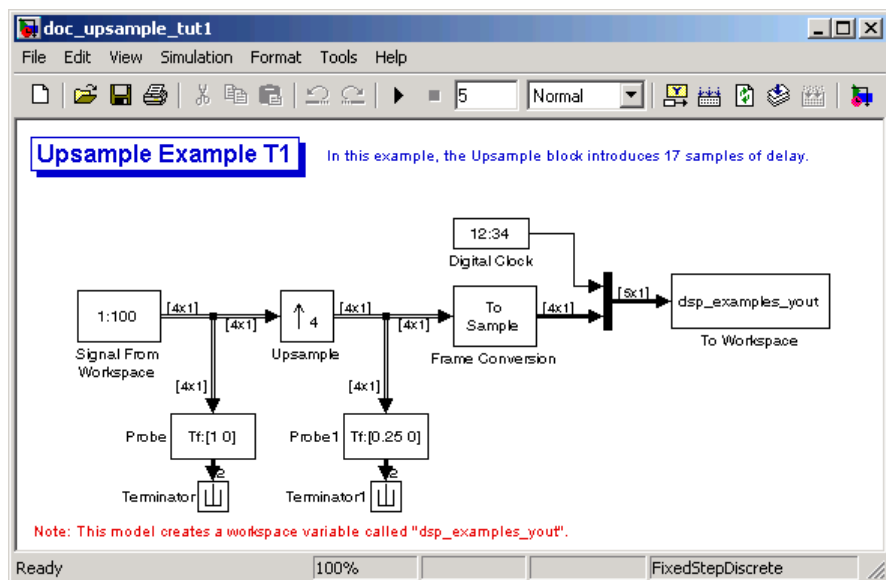 doc_upsample_tut1
File Edit View Simulation Format Tools Help
5 Normal
Upsample Example T1
In this example, the Upsample block introduces 17 samples of delay.
12:34
Digital Clock
1:100
[4x1]
[4x1]
4
[4x1]
[4x1]
To
Sample
[4x1]
[5x1]
dsp_examples_yout
Signal From
Workspace
Upsample
Frame Conversion
To Workspace
[4x1]
[4x1]
Probe
Tf:[1 0]
Probe1
Tf:[0.25 0]
2
2
Terminator
Terminator1
Note: This model creates a workspace variable called "dsp_examples_yout".
Ready 100% FixedStepDiscrete